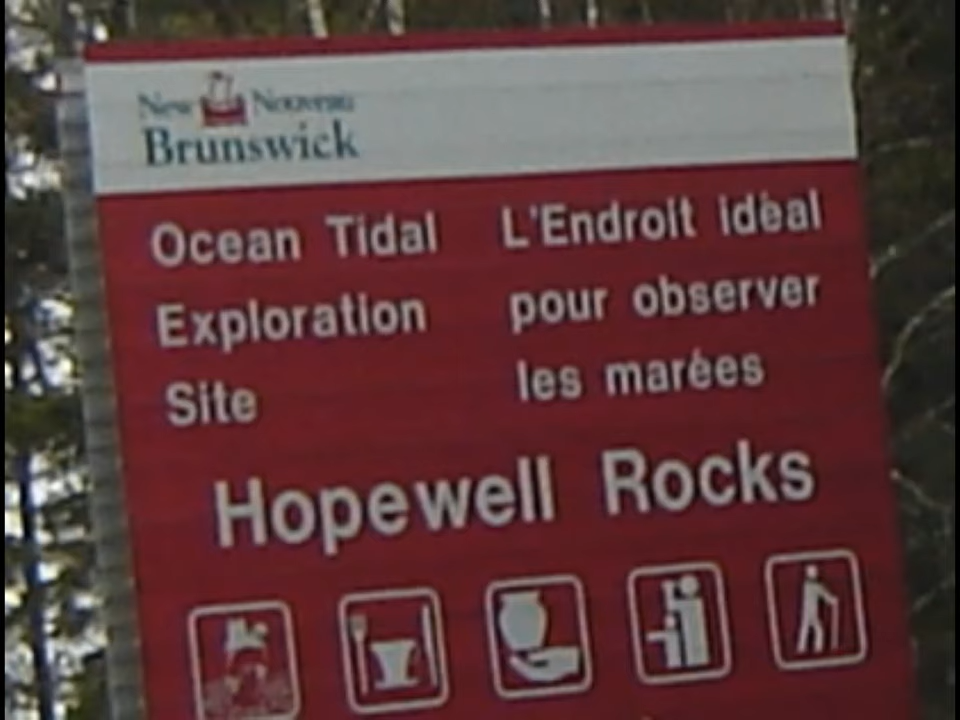 New Nouveau
Brunswick
Ocean Tidal
Exploration
Site
L'Endroit idéal
pour observer
les marées
Hopewell Rocks